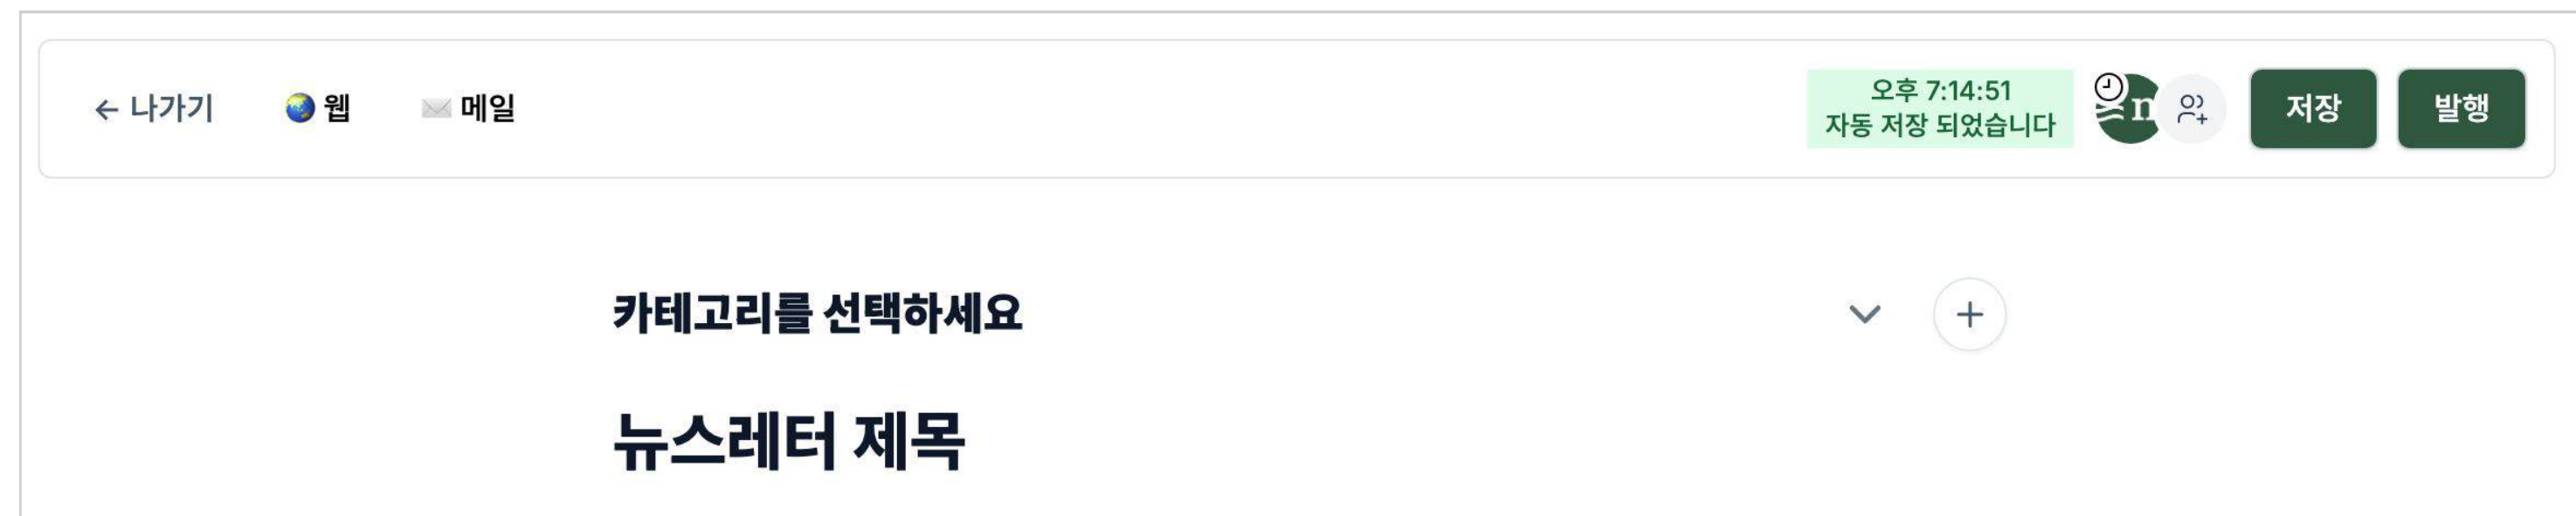 ← 나가기
웹
메일
오후 7:14:51
자동 저장 되었습니다
n
저장
발행
카테고리를 선택하세요
뉴스레터 제목